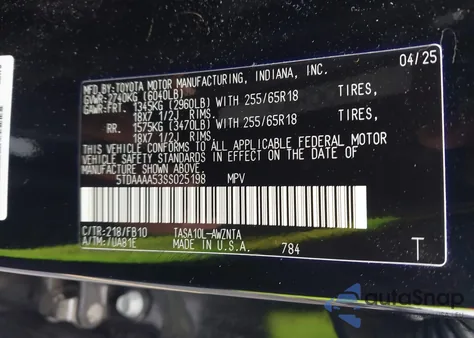 MFD.BY:TOYOTA MOTOR MANUFACTURING, INDIANA, INC. 04/25
GVWR:2740KG (6040LB)
GAWR:FRT. 1345KG (2960LB) WITH 255/65R18 TIRES,
18X7 1/2J RIMS.
RR. 1575KG (3470LB) WITH 255/65R18 TIRES,
18X7 1/2J RIMS.
THIS VEHICLE CONFORMS TO ALL APPLICABLE FEDERAL MOTOR
VEHICLE SAFETY STANDARDS IN EFFECT ON THE DATE
OF MANUFACTURE SHOWN ABOVE.
5TDAAAA53SS025198 MPV
C/TR:218/FB10 TASA10L-AWZNTA
A/TM:/UA81E MADE IN U.S.A. 784 T
autoSnap